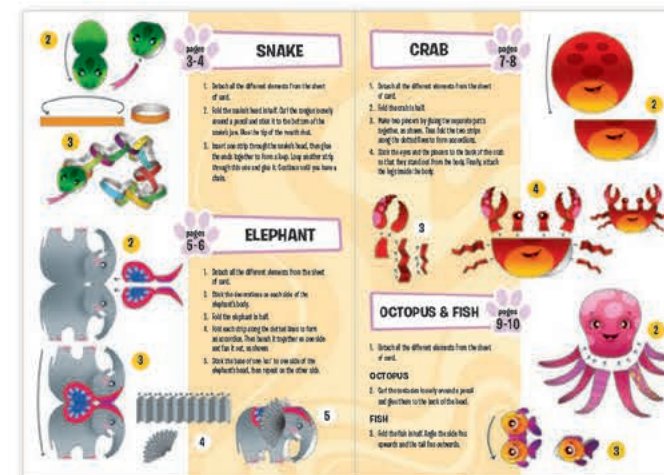 pages
3-4
SNAKE
1. Detach all the different elements from the sheet
of card.
2. Fold the snake's head in half. Curl the tongue loosely
around a pencil and stick it to the bottom of the
snake's jaw. Glue the tip of the mouth shut.
3. Insert one strip through the snake's head, then glue
the ends together to form a loop. Loop another strip
through this one and glue it. Continue until you have a
chain.
2
3
pages
5-6
ELEPHANT
1. Detach all the different elements from the sheet
of card.
2. Stick the decorations on each side of the
elephant's body.
3. Fold the elephant in half.
4. Fold each strip along the dotted lines to form
an accordion. Then bunch it together on one side
and fan it out, as shown.
5. Stick the base of one 'ear' to one side of the
elephant's head, then repeat on the other side.
2
3
4
5
CRAB
pages
7-8
1. Detach all the different elements from the sheet
of card.
2. Fold the crab in half.
3. Make two pincers by gluing the separate parts
together, as shown. Then fold the two strips
along the dotted lines to form accordions.
4. Stick the eyes and the pincers to the back of the crab
so that they stand out from the body. Finally, attach
the legs inside the body.
2
3
4
OCTOPUS & FISH
pages
9-10
1. Detach all the different elements from the sheet
of card.
OCTOPUS
2. Curl the tentacles loosely around a pencil
and glue them to the back of the head.
FISH
3. Fold the fish in half. Angle the side fins
upwards and the tail fins outwards.
2
3